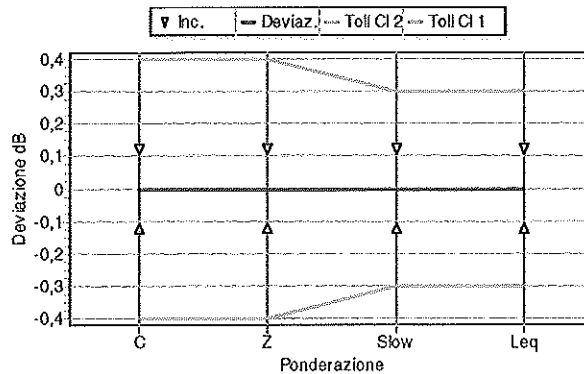 Inc. Deviaz. Toll Cl 2 Toll Cl 1
0,4
0,3
0,2
0,1
0
-0,1
-0,2
-0,3
-0,4
Deviazione dB
C Z Slow Leq
Ponderazione